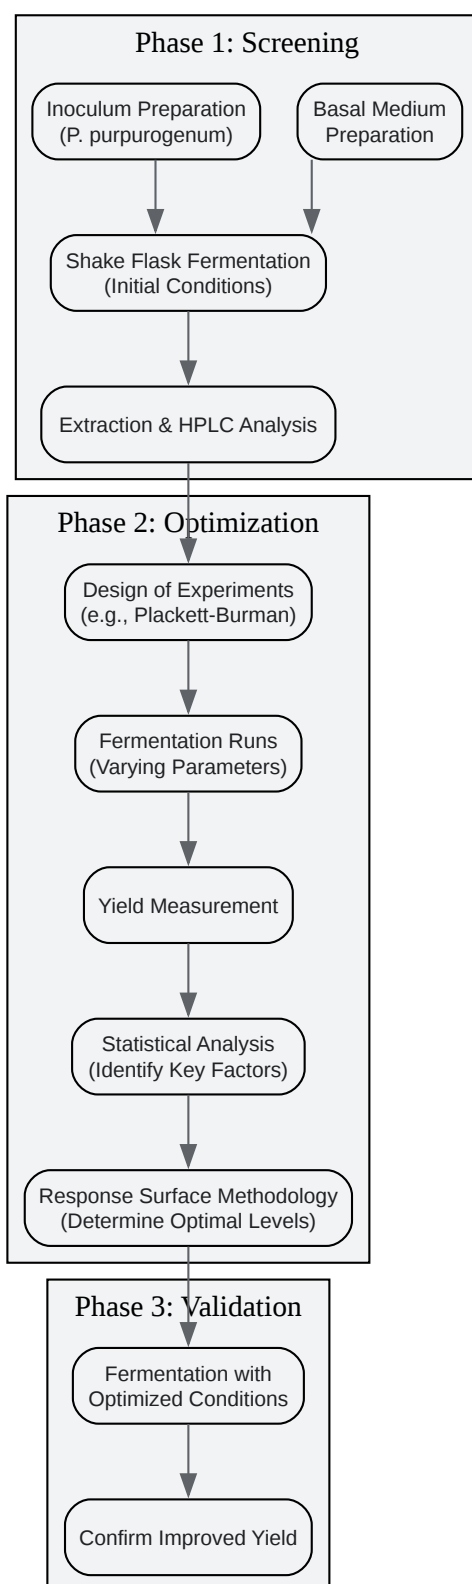 Phase 1: Screening
Inoculum Preparation
(P. purpurogenum)
Basal Medium
Preparation
Shake Flask Fermentation
(Initial Conditions)
Extraction & HPLC Analysis
Phase 2: Optimization
Design of Experiments
(e.g., Plackett-Burman)
Fermentation Runs
(Varying Parameters)
Yield Measurement
Statistical Analysis
(Identify Key Factors)
Response Surface Methodology
(Determine Optimal Levels)
Phase 3: Validation
Fermentation with
Optimized Conditions
Confirm Improved Yield